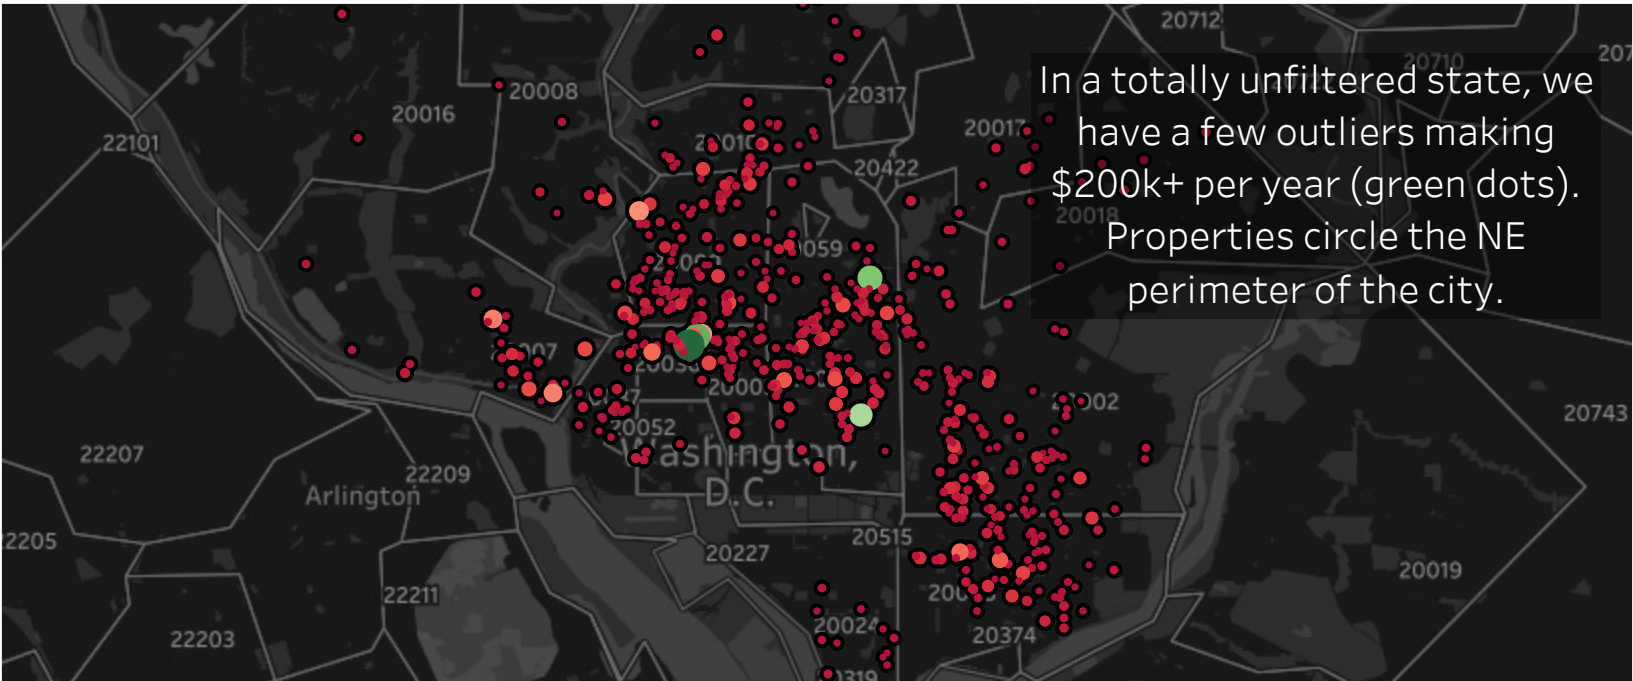 20712
20710
In a totally unfiltered state, we
have a few outliers making
$200k+ per year (green dots).
Properties circle the NE
perimeter of the city.
20008
20317
20016
20017
22101
20010
20422
20018
20002
20743
20052
Washington,
D.C.
22207
22209
Arlington
20515
20227
20019
22211
20024
20374
22203